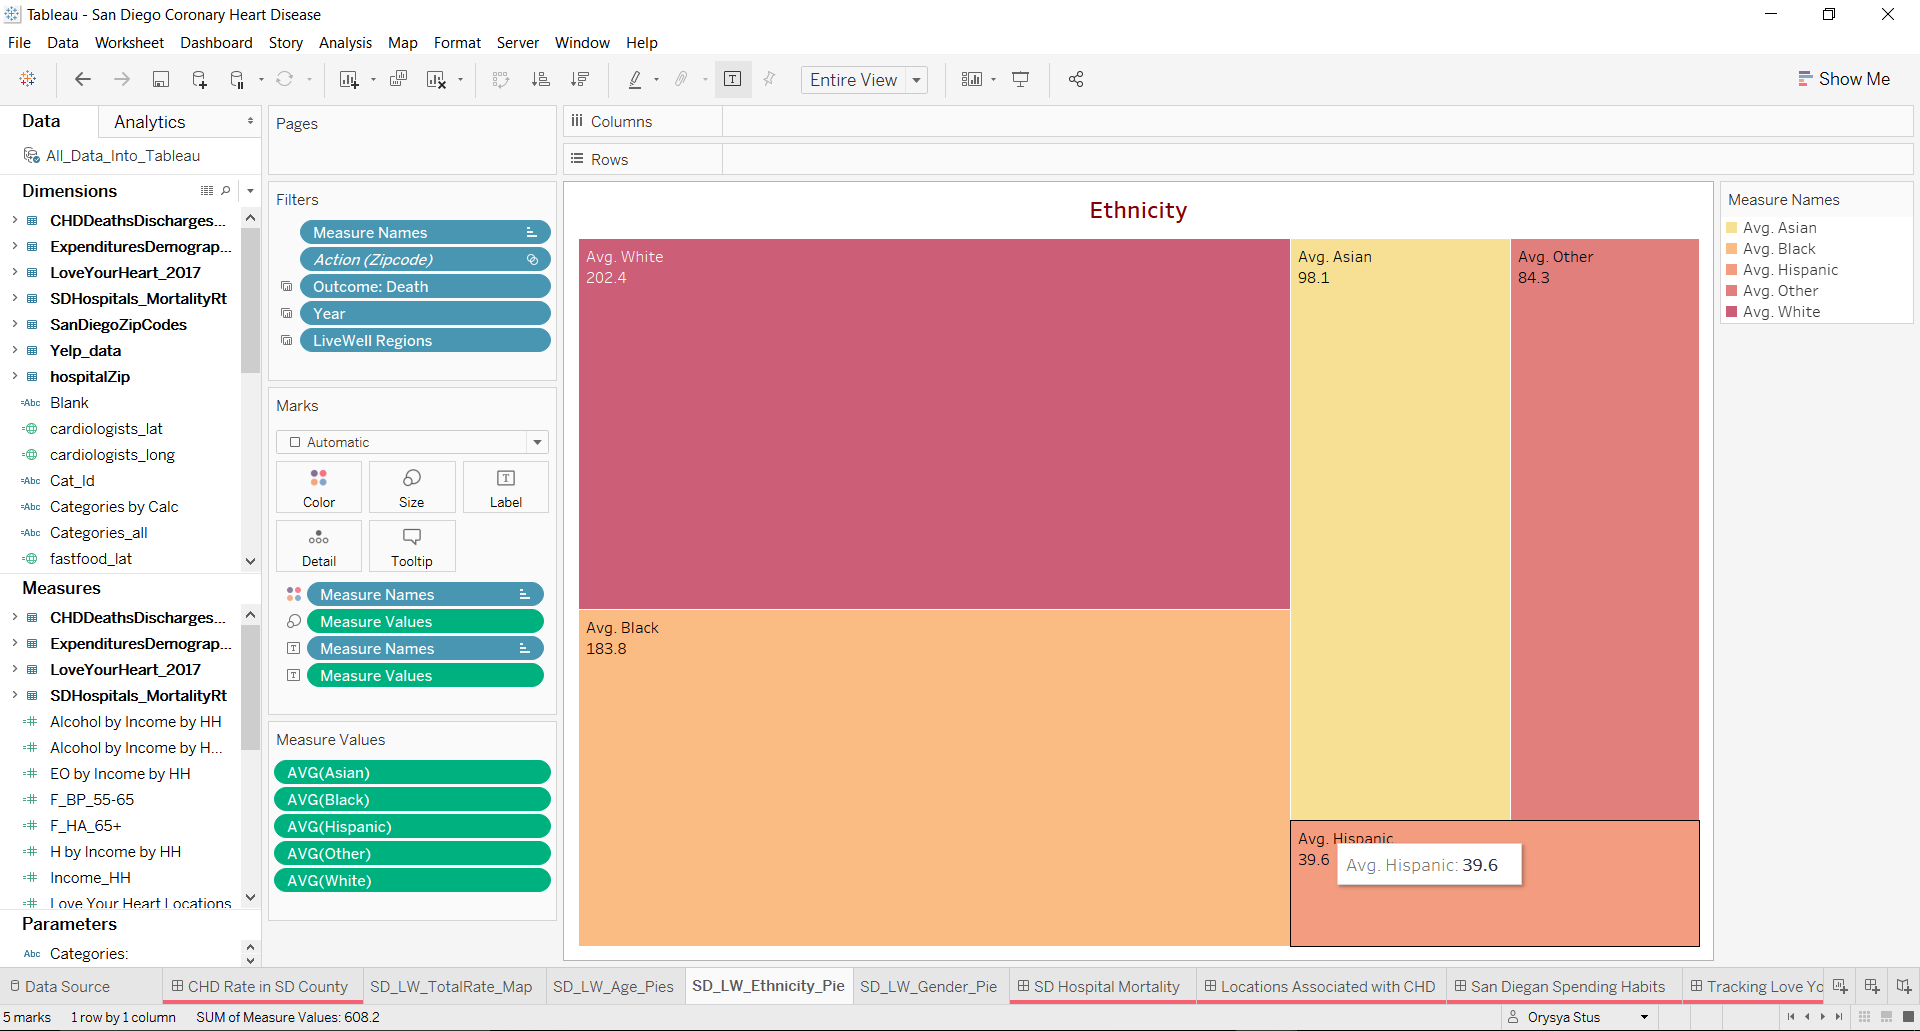 Tableau - San Diego Coronary Heart Disease
File Data Worksheet Dashboard Story Analysis Map Format Server Window Help
Entire View
Show Me
Data Analytics
All_Data_Into_Tableau
Dimensions
CHDDeathsDischarges...
ExpendituresDemograp...
LoveYourHeart_2017
SDHospitals_MortalityRt
SanDiegoZipCodes
Yelp_data
hospitalZip
Abc Blank
cardiologists_lat
cardiologists_long
Abc Cat_Id
Abc Categories by Calc
Abc Categories_all
fastfood_lat
Measures
CHDDeathsDischarges...
ExpendituresDemograp...
LoveYourHeart_2017
SDHospitals_MortalityRt
Alcohol by Income by HH
Alcohol by Income by H...
EO by Income by HH
F_BP_55-65
F_HA_65+
H by Income by HH
Income_HH
Love Your Heart Locations
Parameters
Abc Categories:
Pages
Filters
Measure Names
Action (Zipcode)
Outcome: Death
Year
LiveWell Regions
Marks
Automatic
Color Size Label
Detail Tooltip
Measure Names
Measure Values
Measure Names
Measure Values
Measure Values
AVG(Asian)
AVG(Black)
AVG(Hispanic)
AVG(Other)
AVG(White)
Columns
Rows
Ethnicity
Avg. White
202.4
Avg. Black
183.8
Avg. Asian
98.1
Avg. Other
84.3
Avg. Hispanic
39.6
Avg. Hispanic: 39.6
Measure Names
Avg. Asian
Avg. Black
Avg. Hispanic
Avg. Other
Avg. White
Data Source CHD Rate in SD County SD_LW_TotalRate_Map SD_LW_Age_Pies SD_LW_Ethnicity_Pie SD_LW_Gender_Pie SD Hospital Mortality Locations Associated with CHD San Diegan Spending Habits Tracking Love Yo
5 marks 1 row by 1 column SUM of Measure Values: 608.2 Orysya Stus